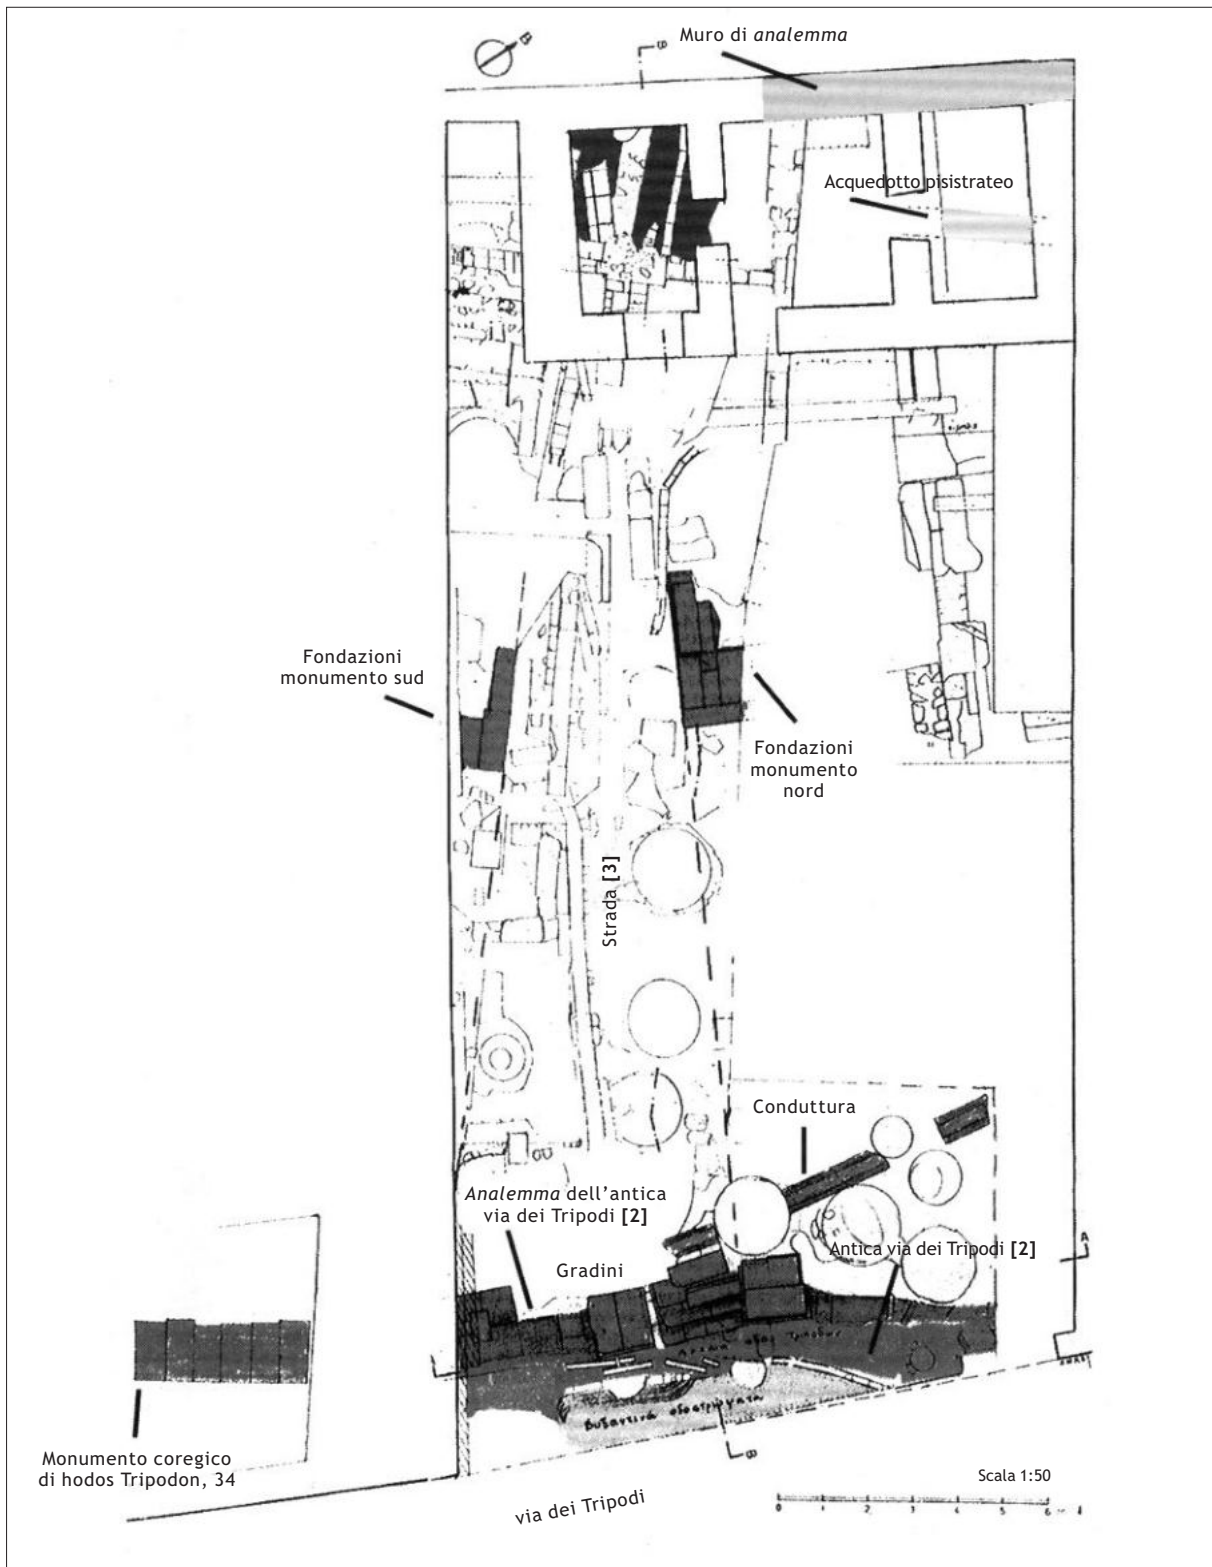 B
Muro di analemma
Acquedotto pisistrateo
Fondazioni
monumento sud
Fondazioni
monumento
nord
Strada [3]
Conduttura
Analemma dell’antica
via dei Tripodi [2]
Antica via dei Tripodi [2]
A
Gradini
Βυζαντινά οδοστρώματα
B
Monumento coregico
di hodos Tripodon, 34
via dei Tripodi
Scala 1:50
0 1 2 3 4 5 6